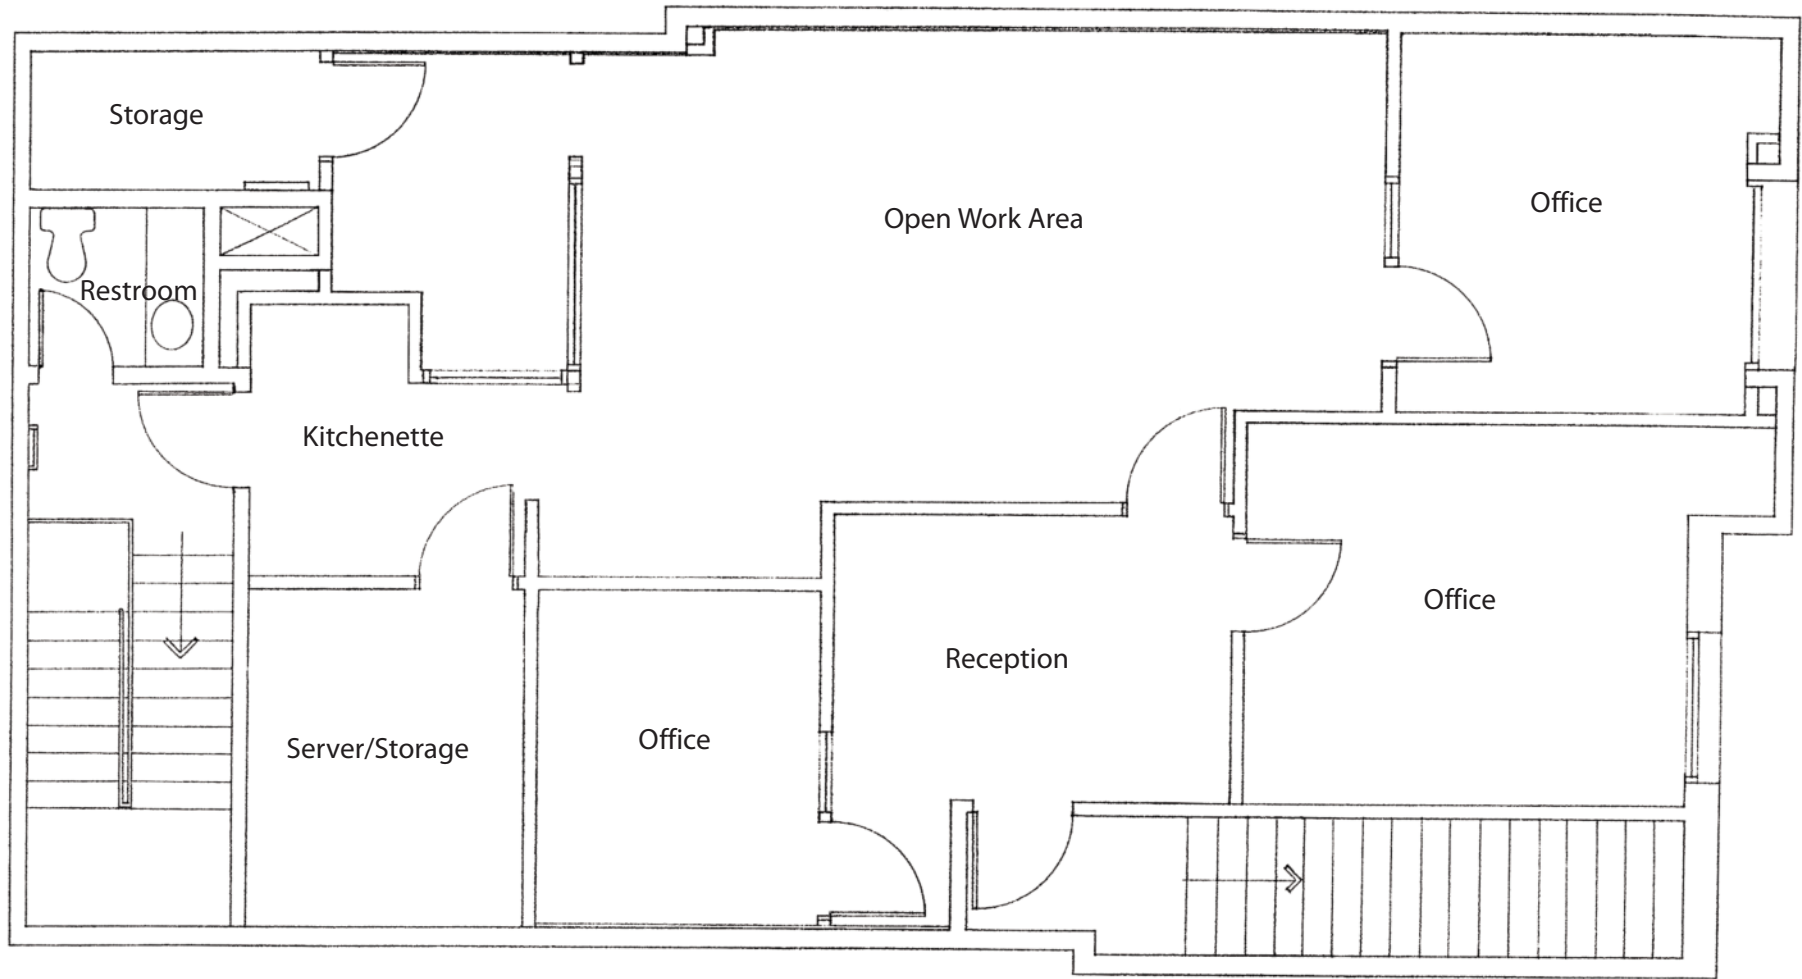 Storage
Open Work Area
Office
Restroom
Kitchenette
Office
Reception
Office
Server/Storage